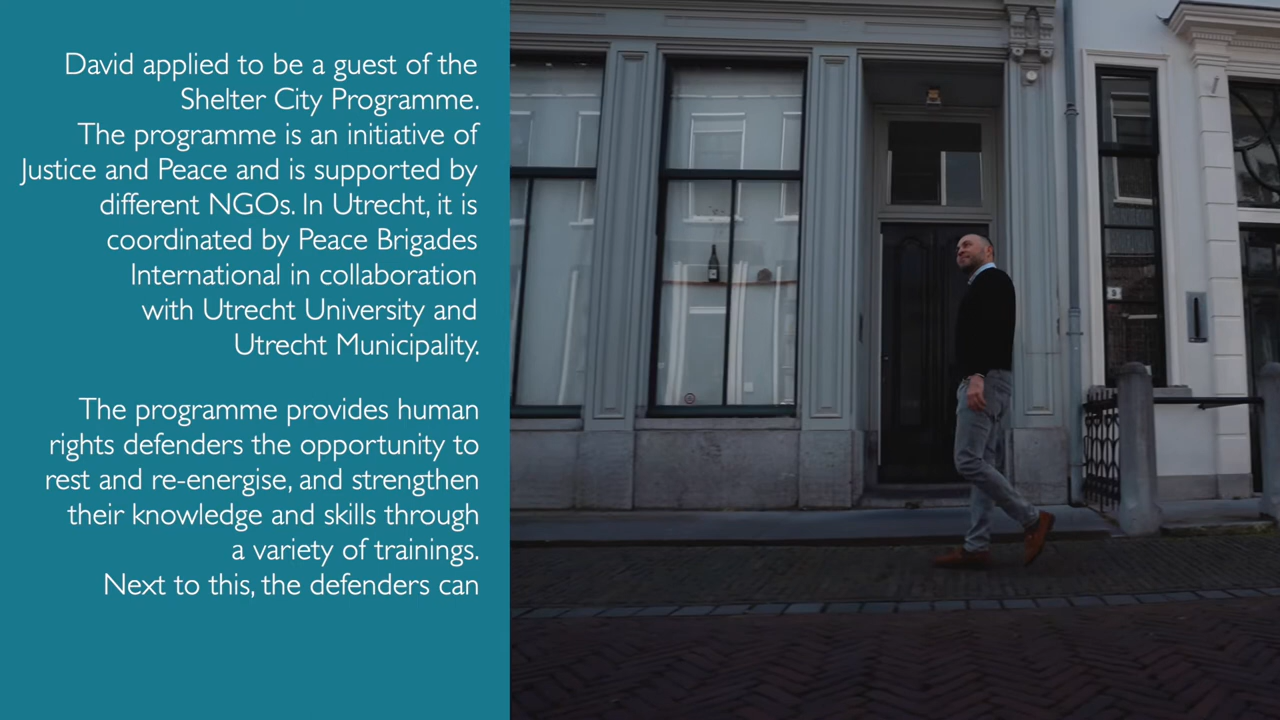 David applied to be a guest of the
Shelter City Programme.
The programme is an initiative of
Justice and Peace and is supported by
different NGOs. In Utrecht, it is
coordinated by Peace Brigades
International in collaboration
with Utrecht University and
Utrecht Municipality.
The programme provides human
rights defenders the opportunity to
rest and re-energise, and strengthen
their knowledge and skills through
a variety of trainings.
Next to this, the defenders can